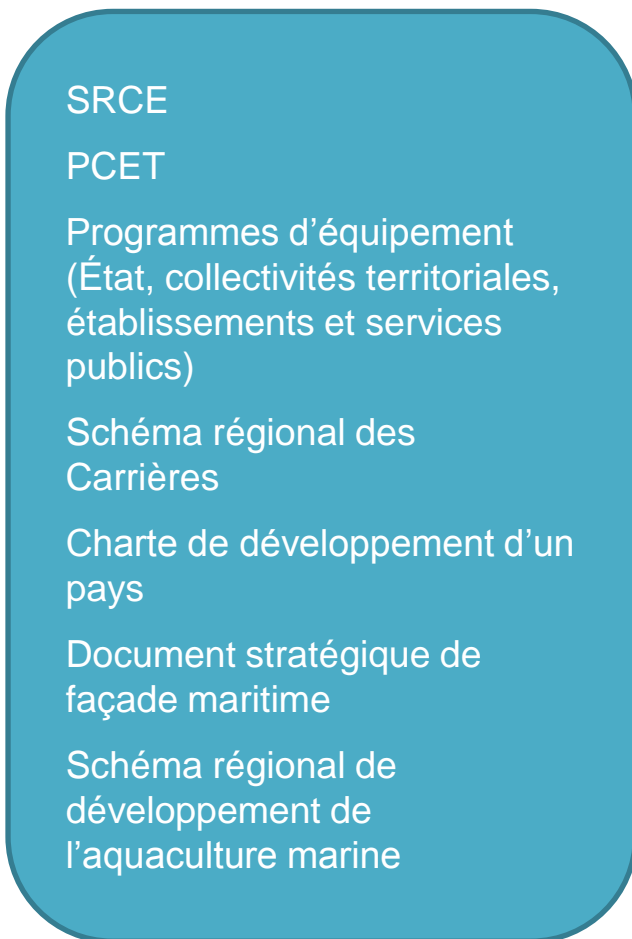 SRCE
PCET
Programmes d’équipement
(État, collectivités territoriales,
établissements et services
publics)
Schéma régional des
Carrières
Charte de développement d’un
pays
Document stratégique de
façade maritime
Schéma régional de
développement de
l’aquaculture marine